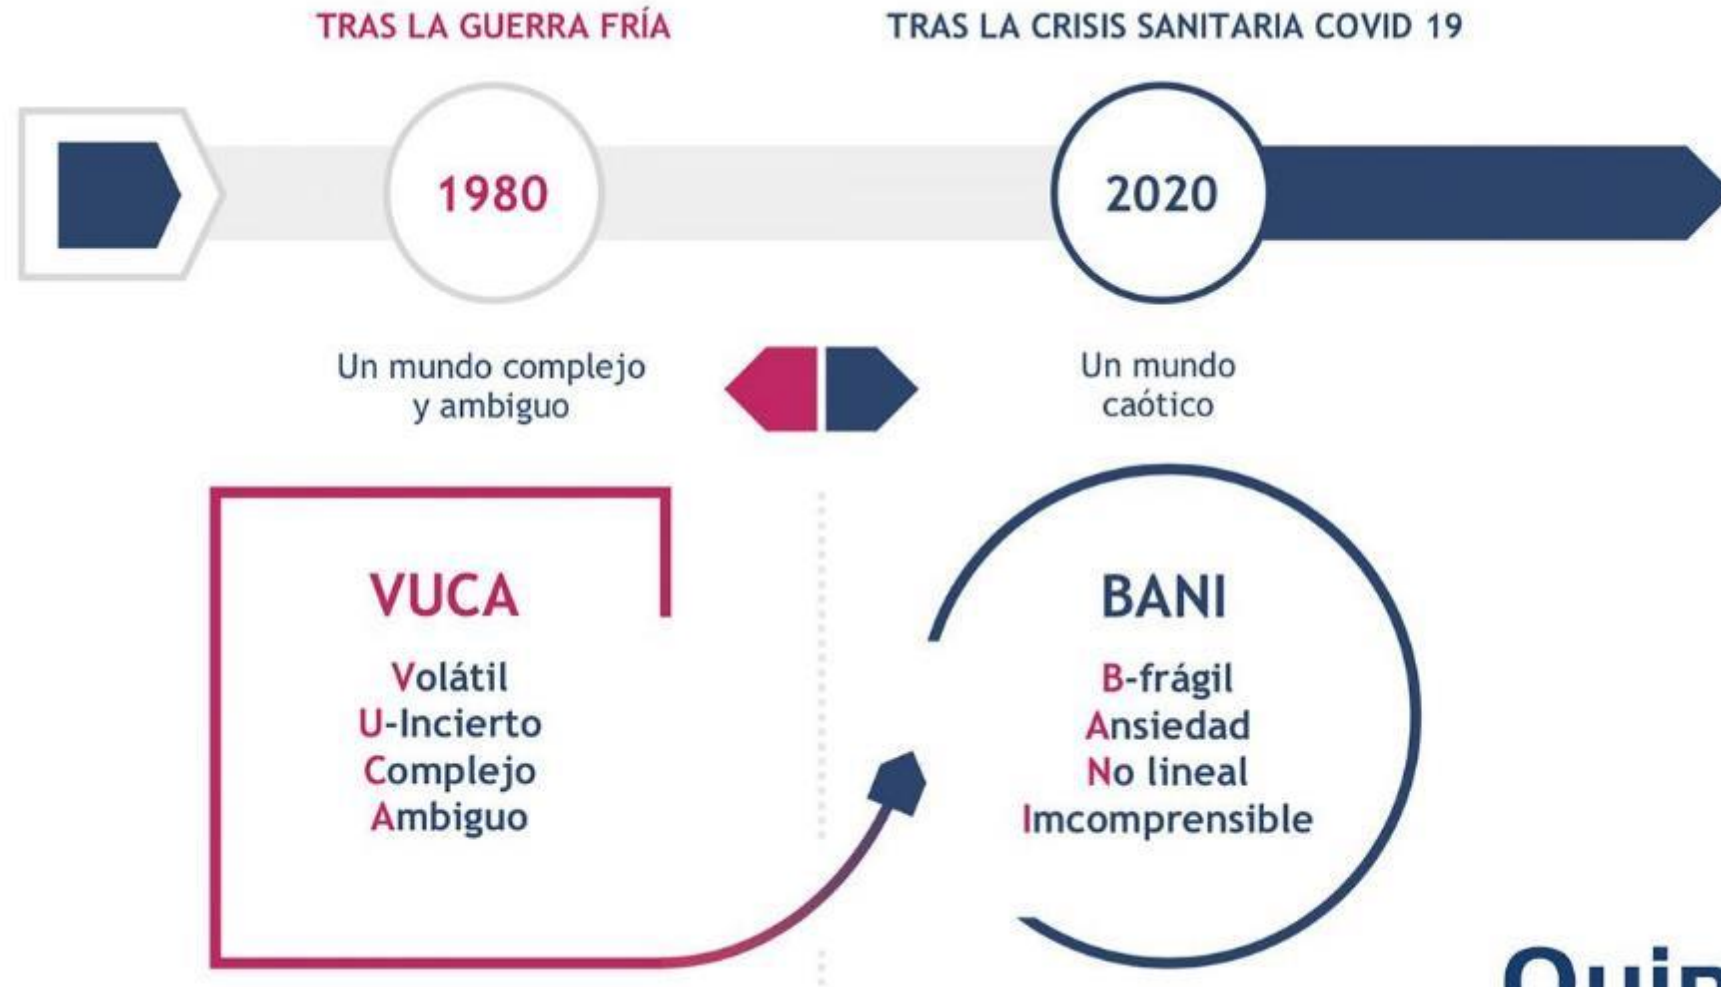 TRAS LA GUERRA FRÍA
TRAS LA CRISIS SANITARIA COVID 19
1980
2020
Un mundo complejo
y ambiguo
Un mundo
caótico
VUCA
Volátil
U-Incierto
Complejo
Ambiguo
BANI
B-frágil
Ansiedad
No lineal
Imcomprensible